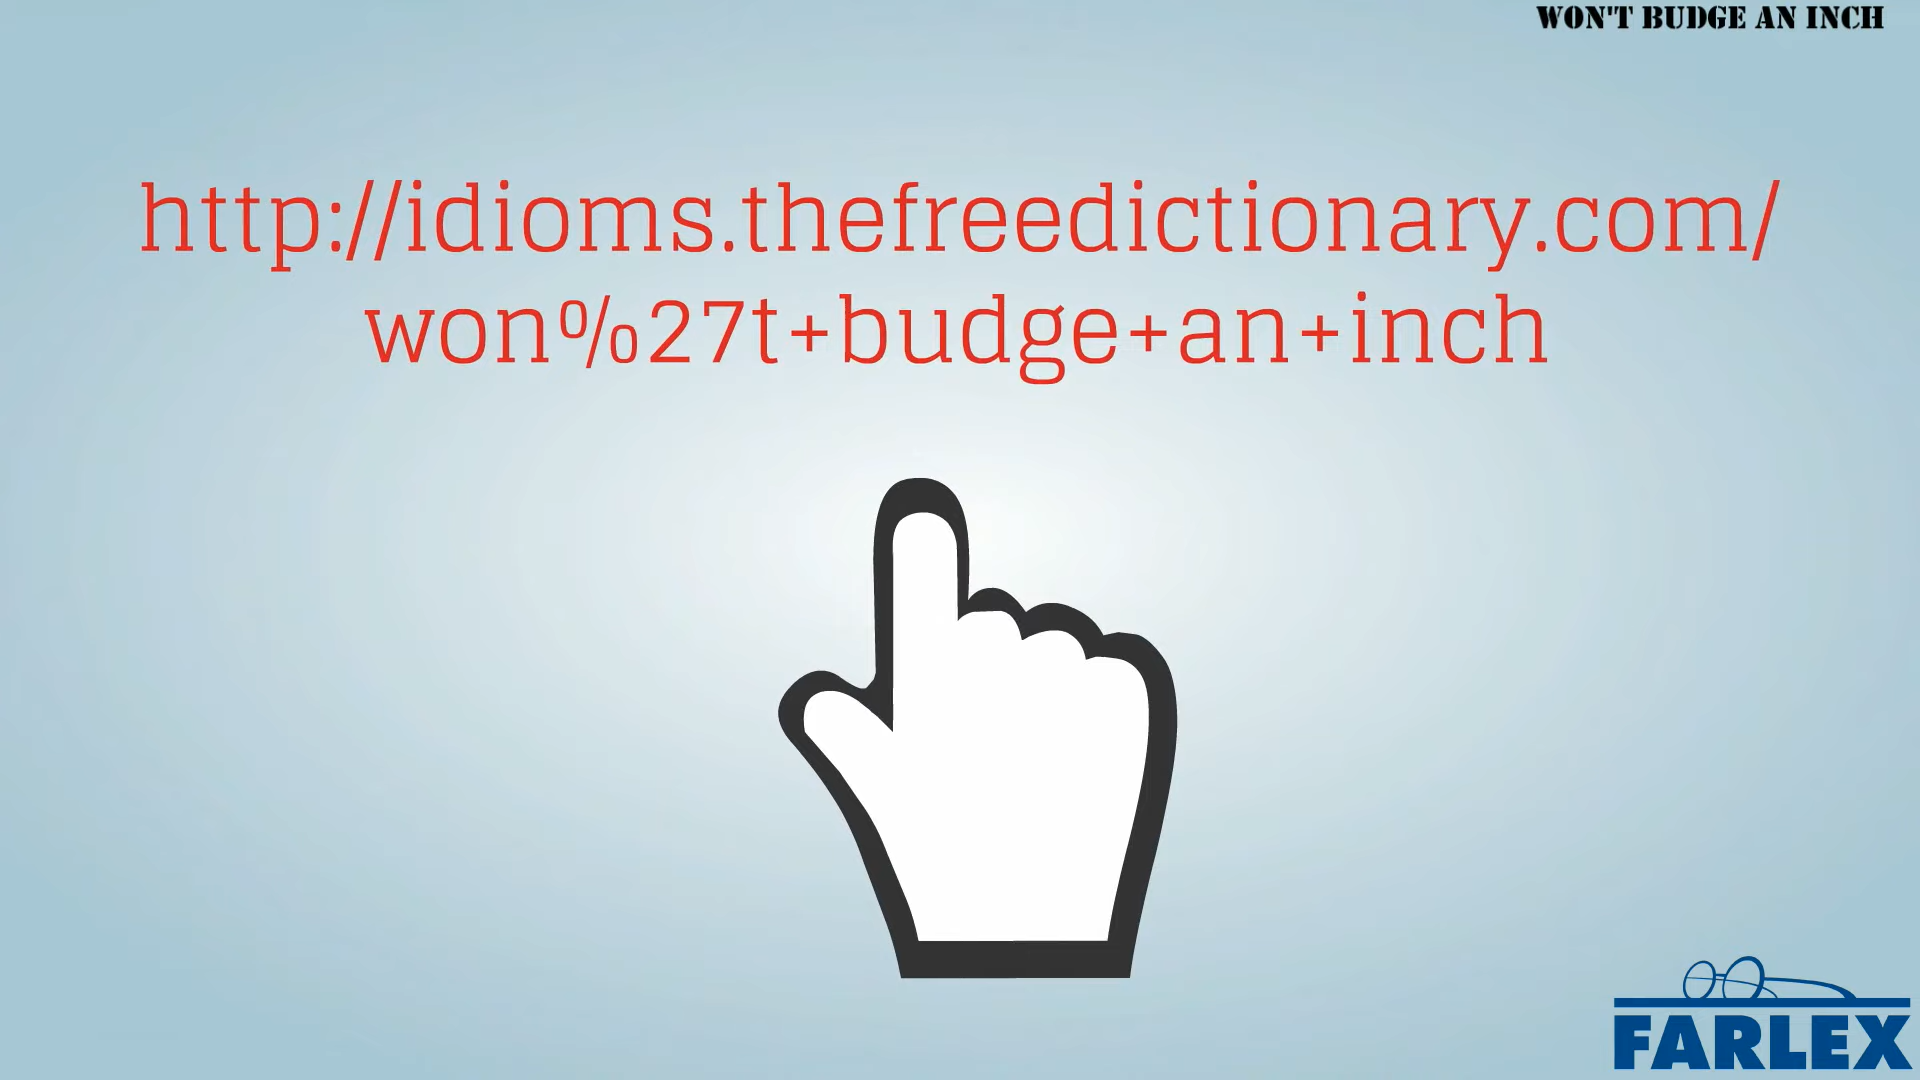 WON'T BUDGE AN INCH
http://idioms.thefreedictionary.com/
won%27t+budge+an+inch
FARLEX